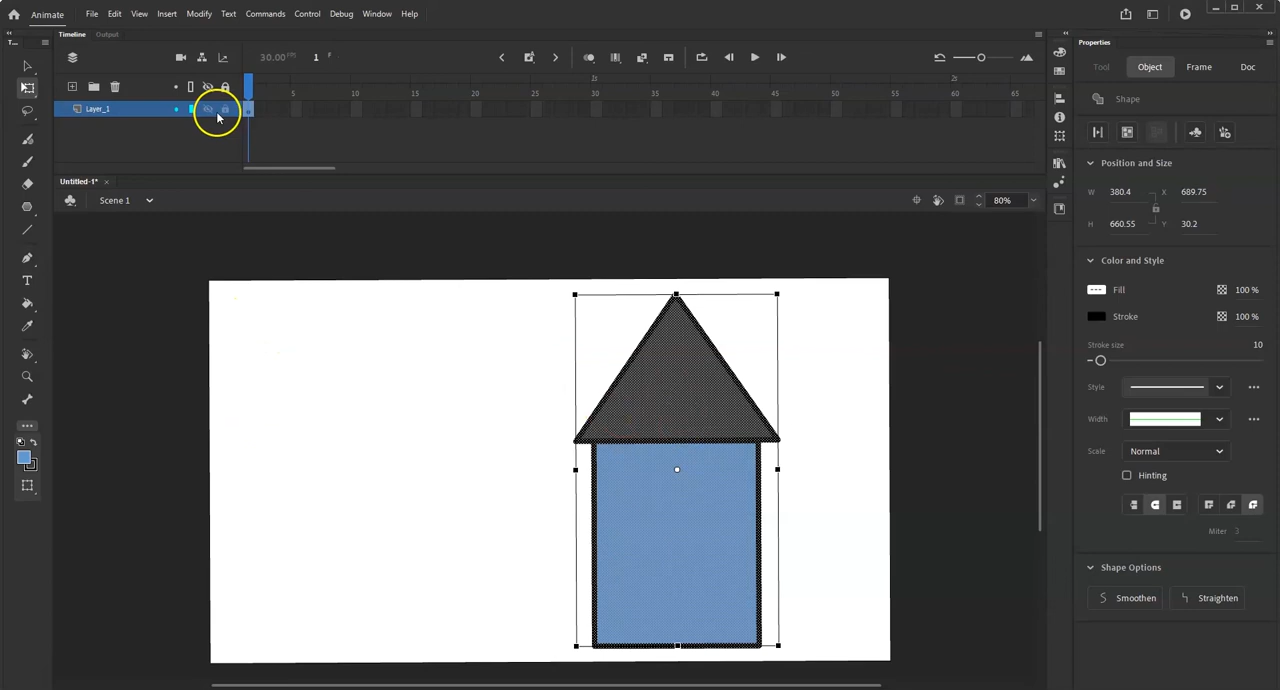 Animate File Edit View Insert Modify Text Commands Control Debug Window Help
Timeline Output
30.00 FPS 1 F
1s 2s
5 10 15 20 25 30 35 40 45 50 55 60 65
Layer_1
Untitled-1* ×
Scene 1 80%
T...
T
Properties
Tool Object Frame Doc
Shape
Position and Size
W 380.4 X 689.75
H 660.55 Y 30.2
Color and Style
Fill 100 %
Stroke 100 %
Stroke size 10
Style
Width
Scale Normal
Hinting
Miter 3
Shape Options
Smoothen Straighten